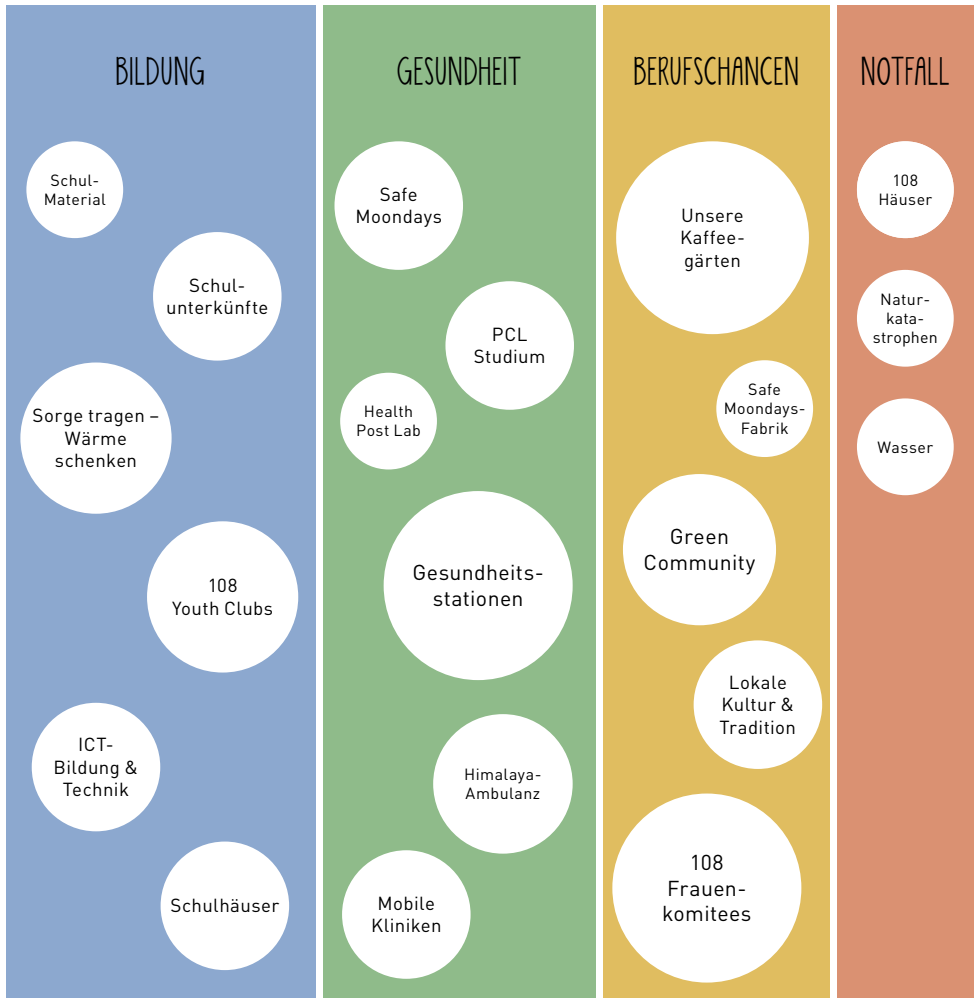 BILDUNG
Schul-
Material
Schul-
unterkünfte
Sorge tragen –
Wärme
schenken
108
Youth Clubs
ICT-
Bildung &
Technik
Schulhäuser
GESUNDHEIT
Safe
Moondays
PCL
Studium
Health
Post Lab
Gesundheits-
stationen
Himalaya-
Ambulanz
Mobile
Kliniken
BERUFSCHANCEN
Unsere
Kaffee-
gärten
Safe
Moondays-
Fabrik
Green
Community
Lokale
Kultur &
Tradition
108
Frauen-
komitees
NOTFALL
108
Häuser
Natur-
kata-
strophen
Wasser